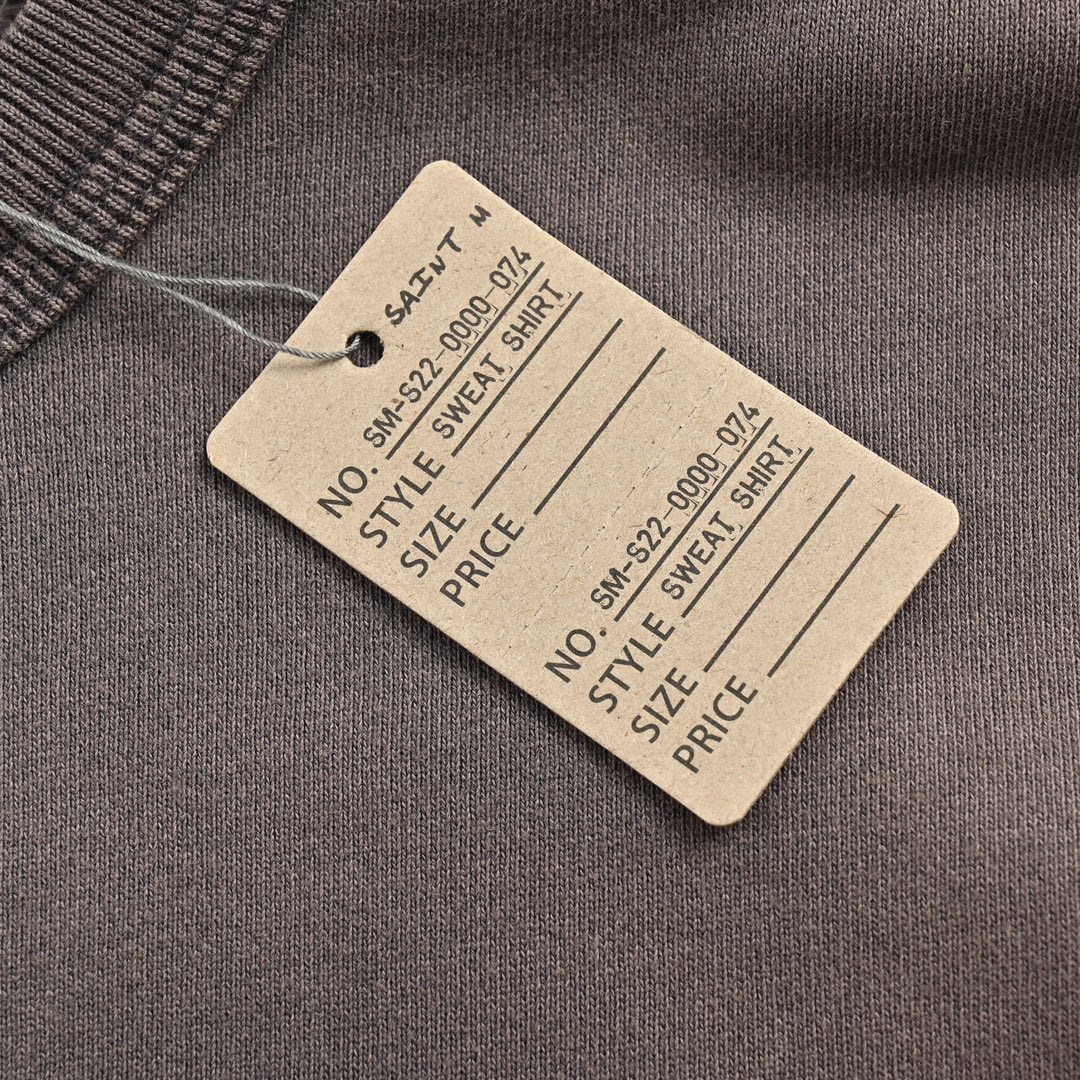 SAINT M
NO. SM-S22-0000-074
STYLE SWEAT SHIRT
SIZE
PRICE
NO. SM-S22-0000-074
STYLE SWEAT SHIRT
SIZE
PRICE